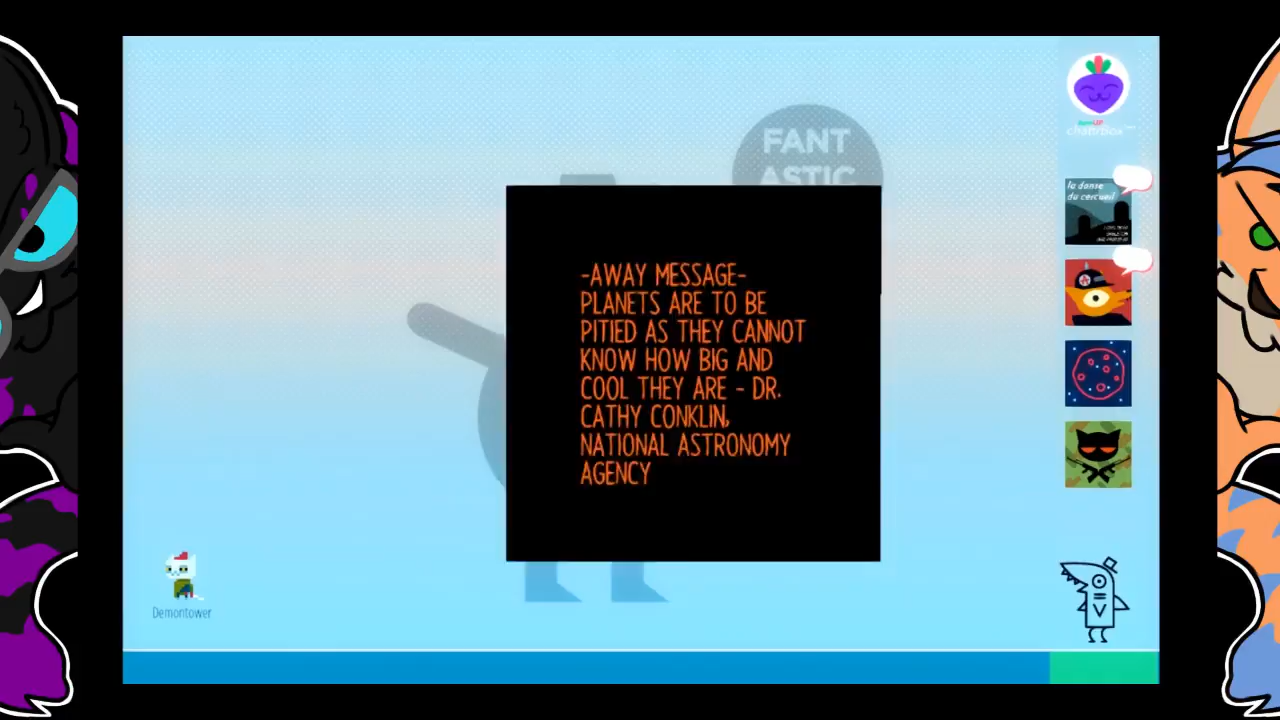 FANT
ASTIC
chattrBox
la danse
du cercueil
-AWAY MESSAGE-
PLANETS ARE TO BE
PITIED AS THEY CANNOT
KNOW HOW BIG AND
COOL THEY ARE - DR.
CATHY CONKLIN,
NATIONAL ASTRONOMY
AGENCY
Demontower